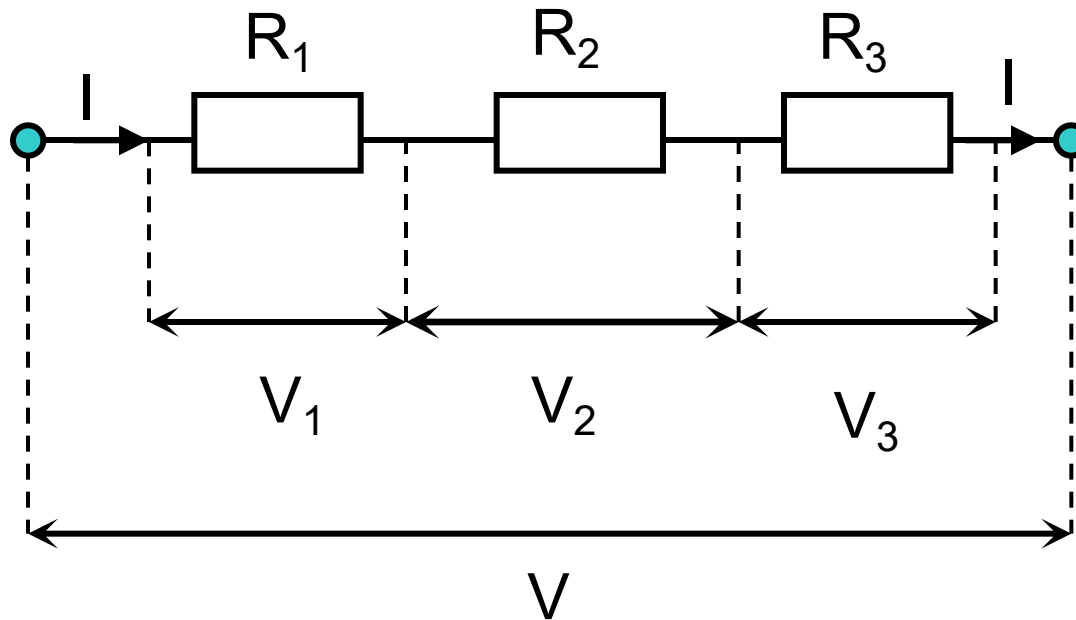 R₁ R₂ R₃
I I
V₁ V₂ V₃
V